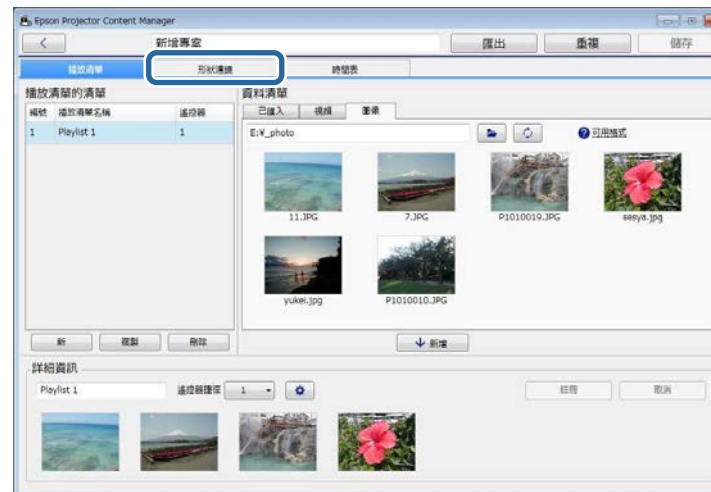 Epson Projector Content Manager
新增專案
匯出
重複
儲存
播放清單
形狀濾鏡
時間表
播放清單的清單
編號 播放清單名稱 遙控器
1 Playlist 1 1
新
複製
刪除
資料清單
已匯入
視頻
圖像
E:¥_photo
可用格式
11.JPG
7.JPG
P1010019.JPG
sesya.jpg
yukei.jpg
P1010010.JPG
新增
詳細資訊
Playlist 1
遙控器捷徑
1
註冊
取消